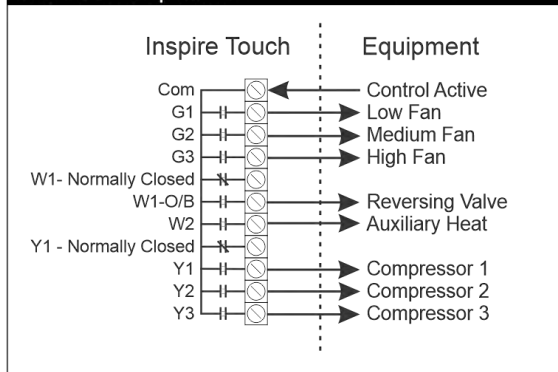 Inspire Touch Equipment
Com Control Active
G1 Low Fan
G2 Medium Fan
G3 High Fan
W1- Normally Closed
W1-O/B Reversing Valve
W2 Auxiliary Heat
Y1 - Normally Closed
Y1 Compressor 1
Y2 Compressor 2
Y3 Compressor 3